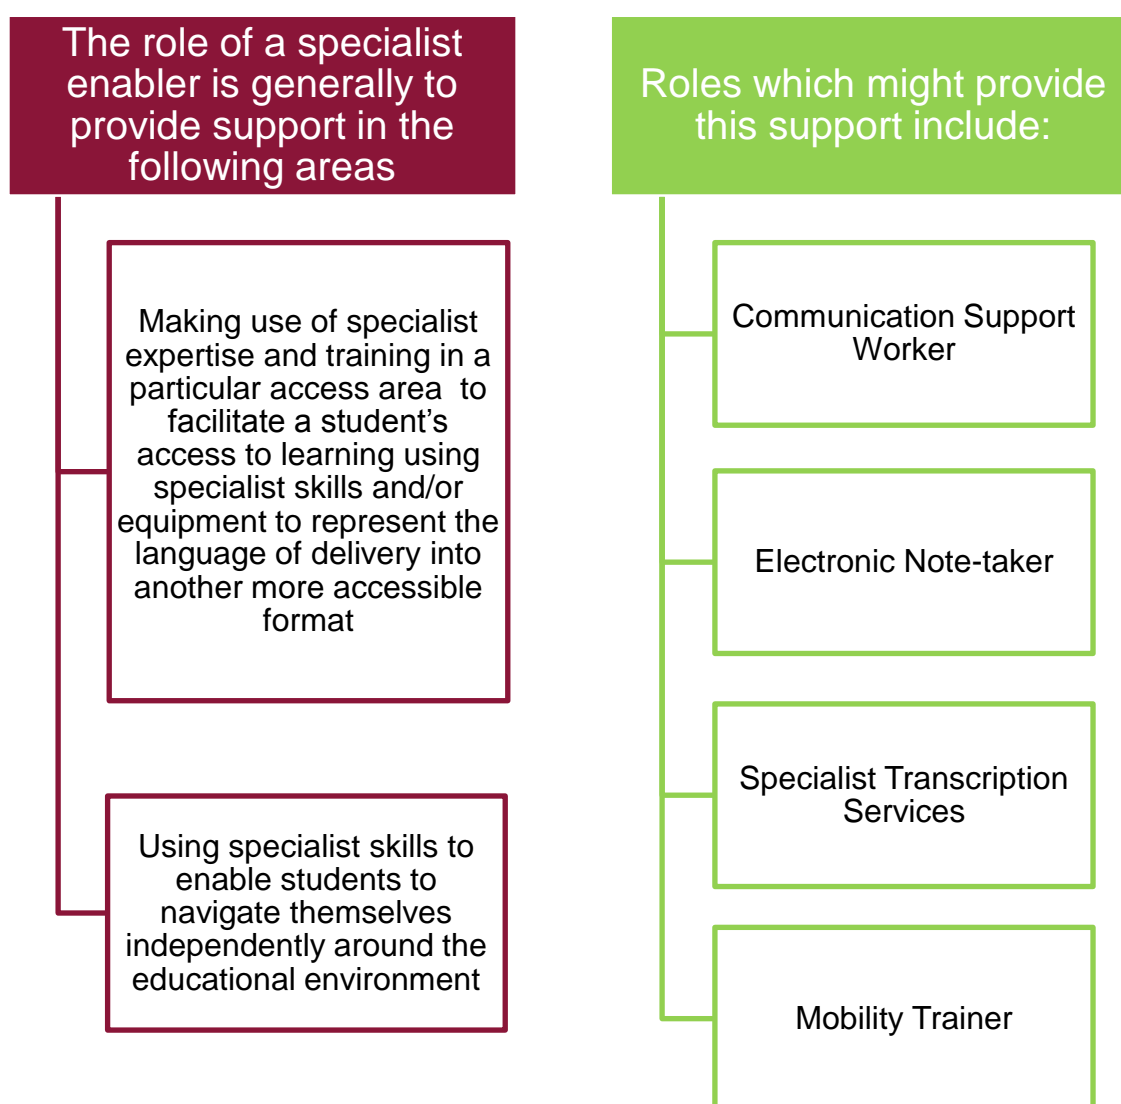 The role of a specialist
enabler is generally to
provide support in the
following areas
Making use of specialist
expertise and training in a
particular access area  to
facilitate a student’s
access to learning using
specialist skills and/or
equipment to represent the
language of delivery into
another more accessible
format
Using specialist skills to
enable students to
navigate themselves
independently around the
educational environment
Roles which might provide
this support include:
Communication Support
Worker
Electronic Note-taker
Specialist Transcription
Services
Mobility Trainer